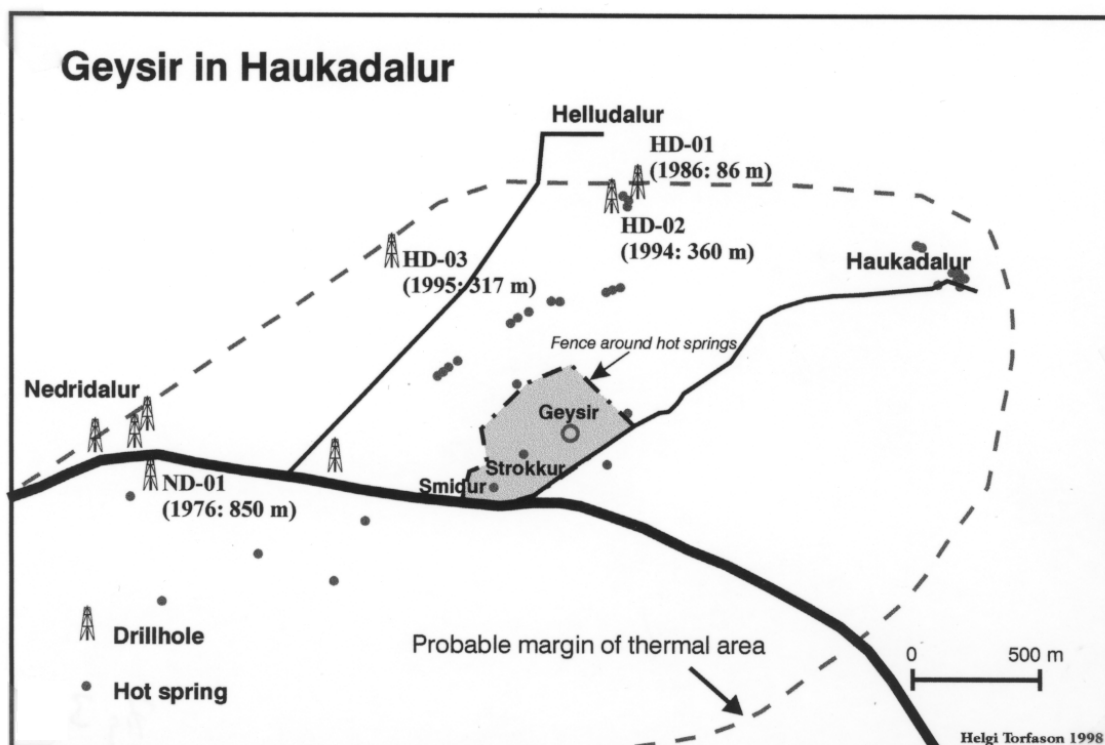 Geysir in Haukadalur
Helludalur
HD-01
(1986: 86 m)
HD-02
(1994: 360 m)
HD-03
(1995: 317 m)
Haukadalur
Fence around hot springs
Nedridalur
Geysir
Strokkur
Smidur
ND-01
(1976: 850 m)
Drillhole
Hot spring
Probable margin of thermal area
0 500 m
Helgi Torfason 1998